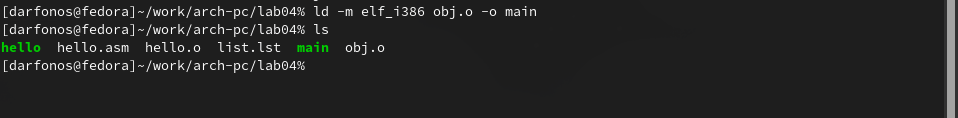 [darfonos@fedora]~/work/arch-pc/lab04% ld -m elf_i386 obj.o -o main
[darfonos@fedora]~/work/arch-pc/lab04% ls
hello  hello.asm  hello.o  list.lst  main  obj.o
[darfonos@fedora]~/work/arch-pc/lab04%